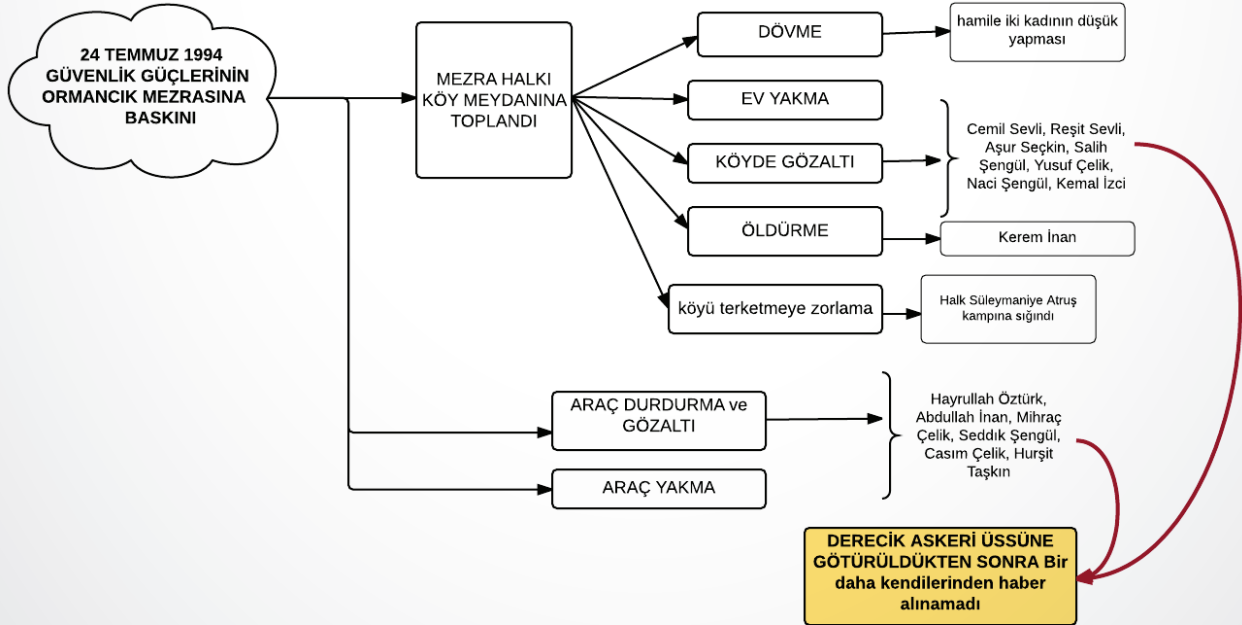 24 TEMMUZ 1994
GÜVENLİK GÜÇLERİNİN
ORMANCIK MEZRASINA
BASKINI
MEZRA HALKI
KÖY MEYDANINA
TOPLANDI
DÖVME
hamile iki kadının düşük
yapması
EV YAKMA
KÖYDE GÖZALTI
Cemil Sevli, Reşit Sevli,
Aşur Seçkin, Salih
Şengül, Yusuf Çelik,
Naci Şengül, Kemal İzci
ÖLDÜRME
Kerem İnan
köyü terketmeye zorlama
Halk Süleymaniye Atruş
kampına sığındı
ARAÇ DURDURMA ve
GÖZALTI
Hayrullah Öztürk,
Abdullah İnan, Mihraç
Çelik, Seddık Şengül,
Casım Çelik, Hurşit
Taşkın
ARAÇ YAKMA
DERECİK ASKERİ ÜSSÜNE
GÖTÜRÜLDÜKTEN SONRA Bir
daha kendilerinden haber
alınamadı